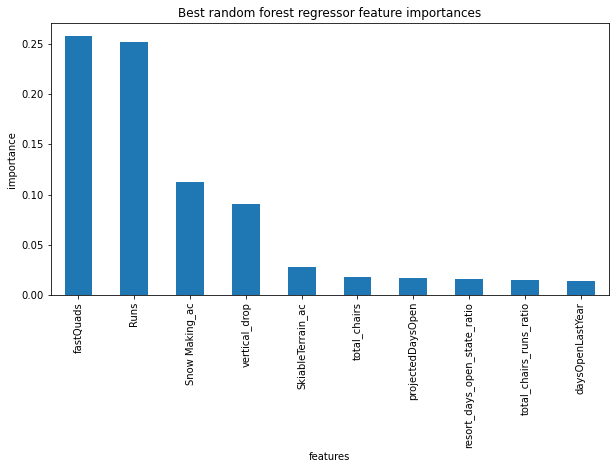 Best random forest regressor feature importances
importance
0.25
0.20
0.15
0.10
0.05
0.00
fastQuads
Runs
Snow Making_ac
vertical_drop
SkiableTerrain_ac
total_chairs
projectedDaysOpen
resort_days_open_state_ratio
total_chairs_runs_ratio
daysOpenLastYear
features